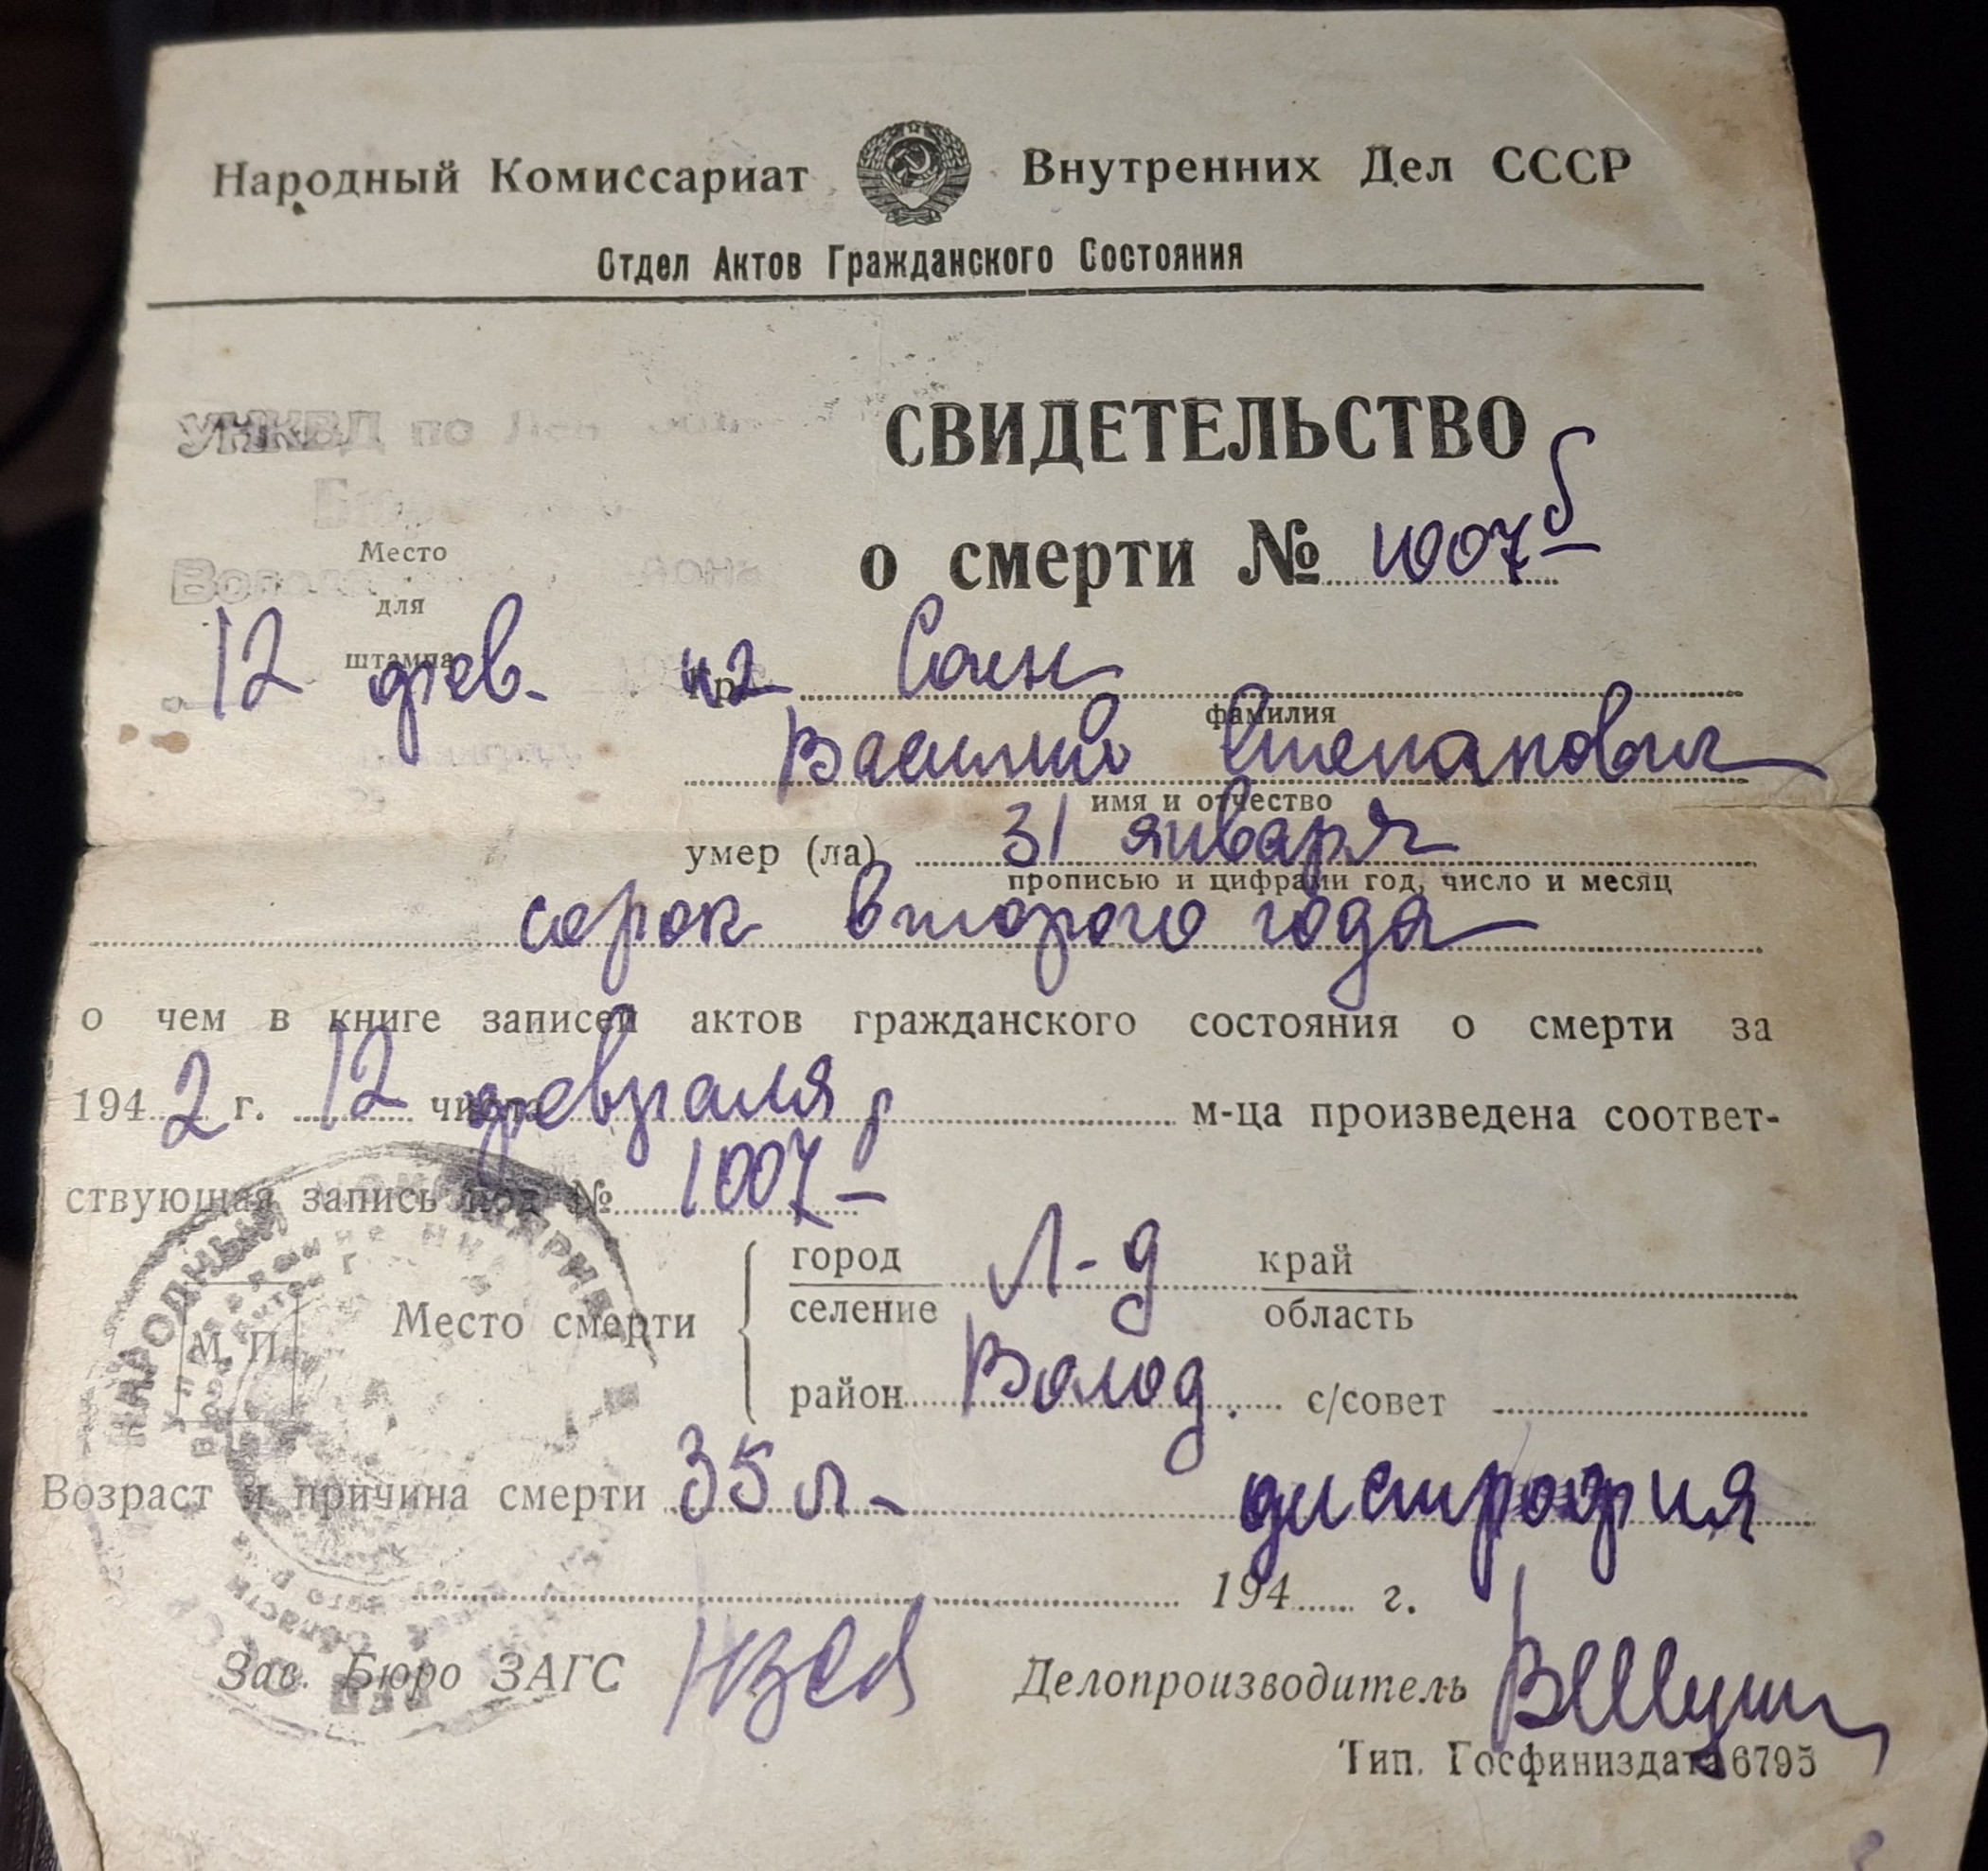 Народный Комиссариат Внутренних Дел СССР
Отдел Актов Гражданского Состояния
УНКВД по
СВИДЕТЕЛЬСТВО
о смерти № 1007 б
Место
для
штампа
12 фев. 42
Гр.
фамилия
Василий Степанович
имя и отчество
умер (ла) 31 января
прописью и цифрами год, число и месяц
сорок второго года
о чем в книге записей актов гражданского состояния о смерти за
1942 г. 12 числа февраля м-ца произведена соответ-
ствующая запись под № 1007 б
НАРОДНЫЙ КОМИССАРИАТ
М. П.
Место смерти
город Л-д край
селение область
район Волод. с/совет
Возраст и причина смерти 35 л. дистрофия
194 г.
Зав. Бюро ЗАГС
Делопроизводитель
Тип. Госфиниздата 6795